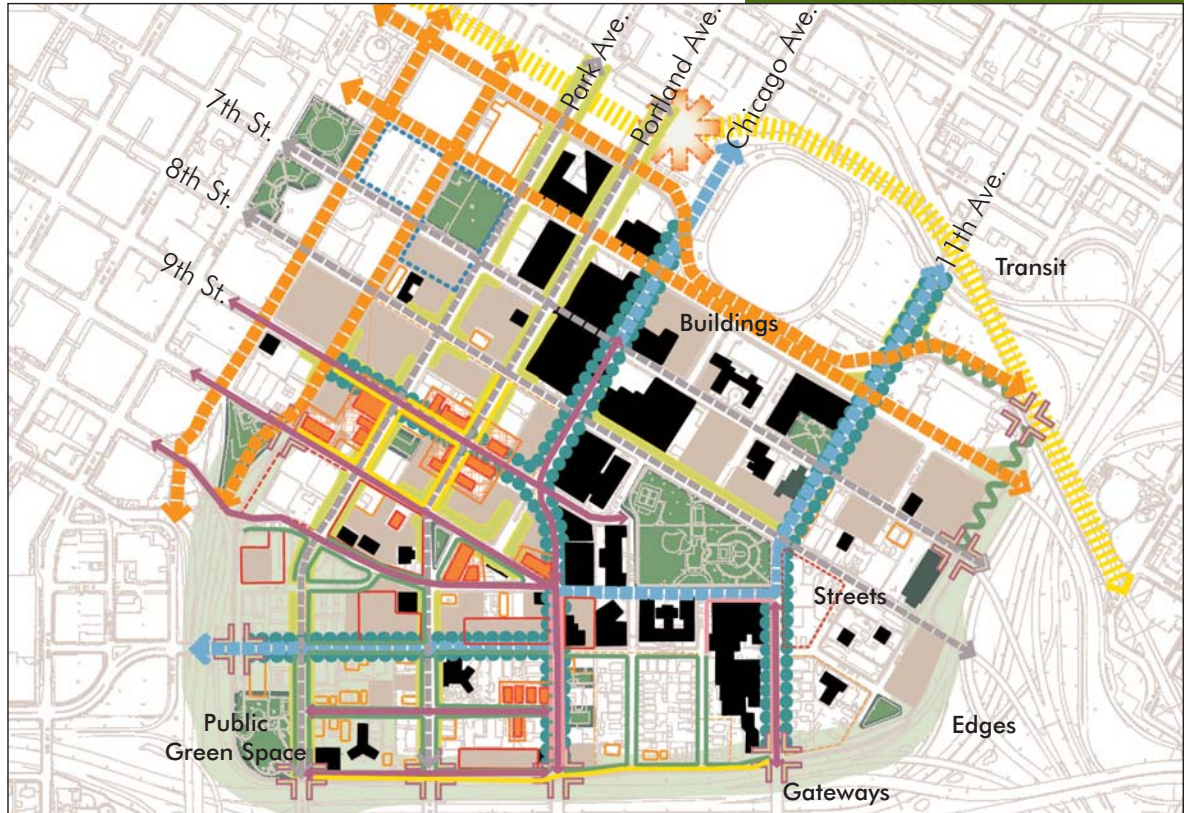 Park Ave.
Portland Ave.
Chicago Ave.
7th St.
8th St.
9th St.
11th Ave.
Transit
Buildings
Streets
Public
Green Space
Edges
Gateways